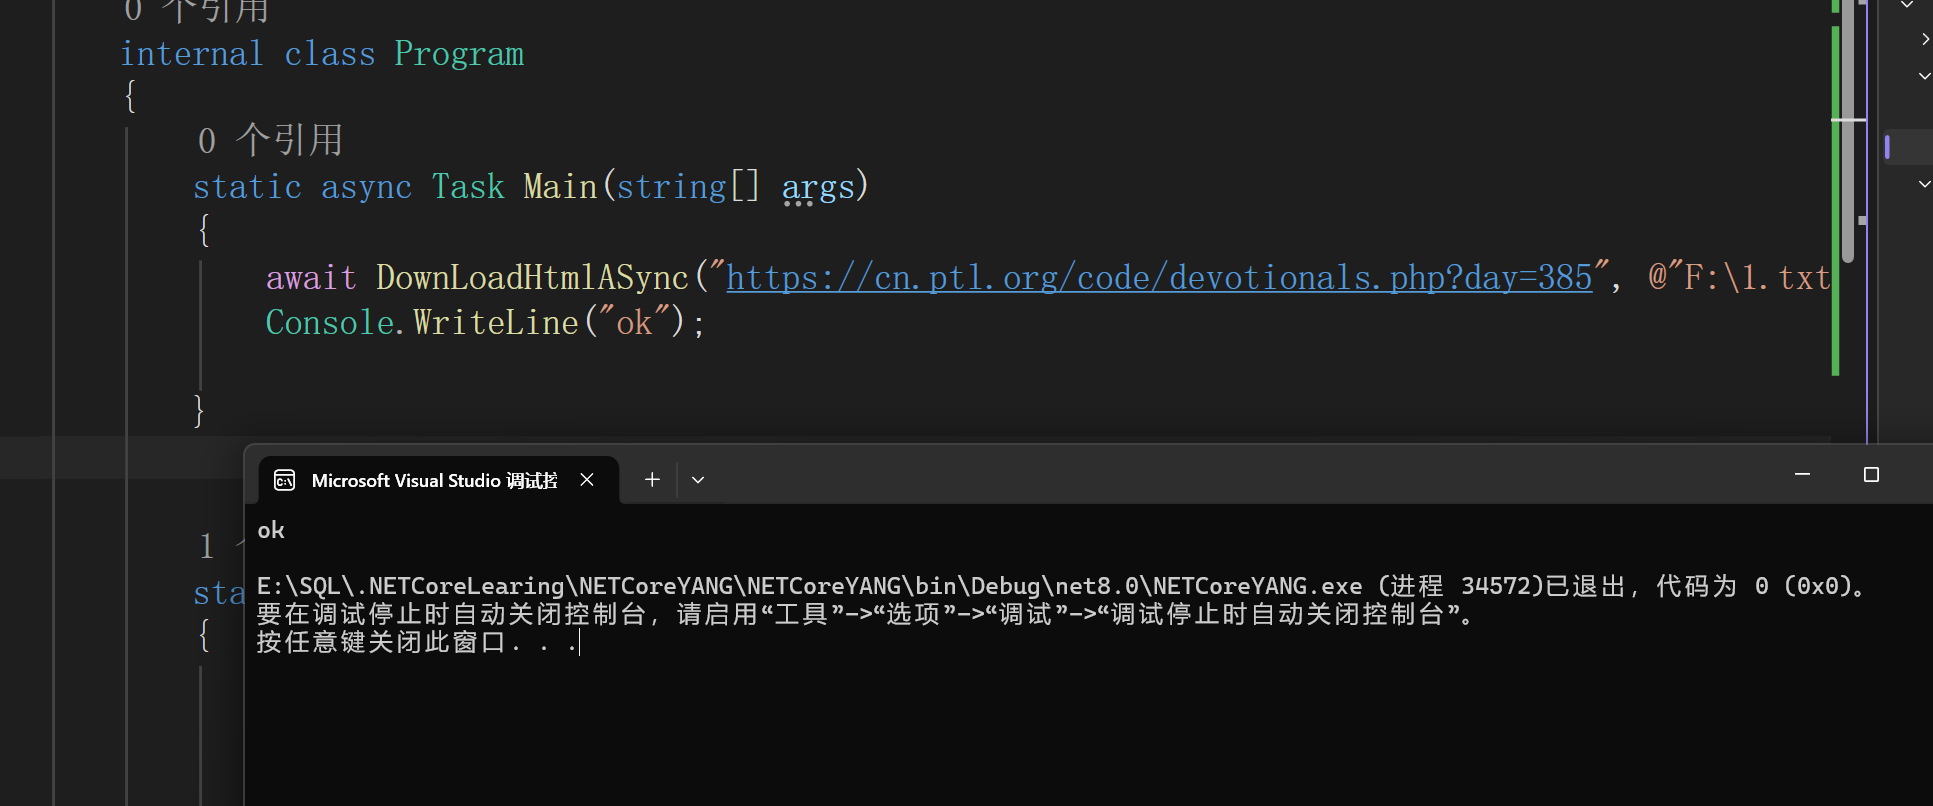 0 个引用
internal class Program
{
0 个引用
static async Task Main(string[] args)
{
await DownLoadHtmlASync("https://cn.ptl.org/code/devotionals.php?day=385", @"F:\1.txt
Console.WriteLine("ok");
}
Microsoft Visual Studio 调试控
ok
1
sta
E:\SQL\.NETCoreLearing\NETCoreYANG\NETCoreYANG\bin\Debug\net8.0\NETCoreYANG.exe (进程 34572)已退出，代码为 0 (0x0)。
{
要在调试停止时自动关闭控制台，请启用“工具”->“选项”->“调试”->“调试停止时自动关闭控制台”。
按任意键关闭此窗口. . .